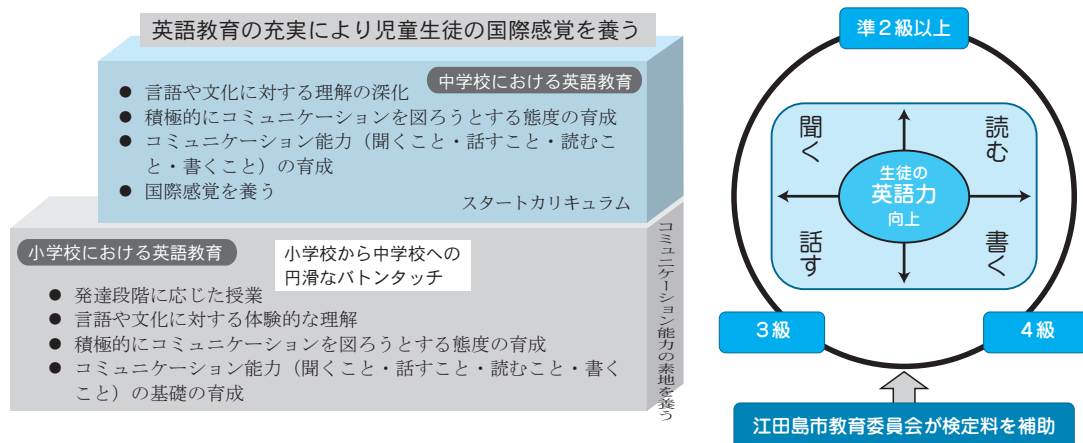 英語教育の充実により児童生徒の国際感覚を養う
中学校における英語教育
● 言語や文化に対する理解の深化
● 積極的にコミュニケーションを図ろうとする態度の育成
● コミュニケーション能力（聞くこと・話すこと・読むこ
と・書くこと）の育成
● 国際感覚を養う
スタートカリキュラム
小学校における英語教育
小学校から中学校への
円滑なバトンタッチ
● 発達段階に応じた授業
● 言語や文化に対する体験的な理解
● 積極的にコミュニケーションを図ろうとする態度の育成
● コミュニケーション能力（聞くこと・話すこと・読むこと・書く
こと）の基礎の育成
コミュニケーション能力の素地を養う
準２級以上
聞く
読む
生徒の
英語力
向上
話す
書く
３級
４級
江田島市教育委員会が検定料を補助